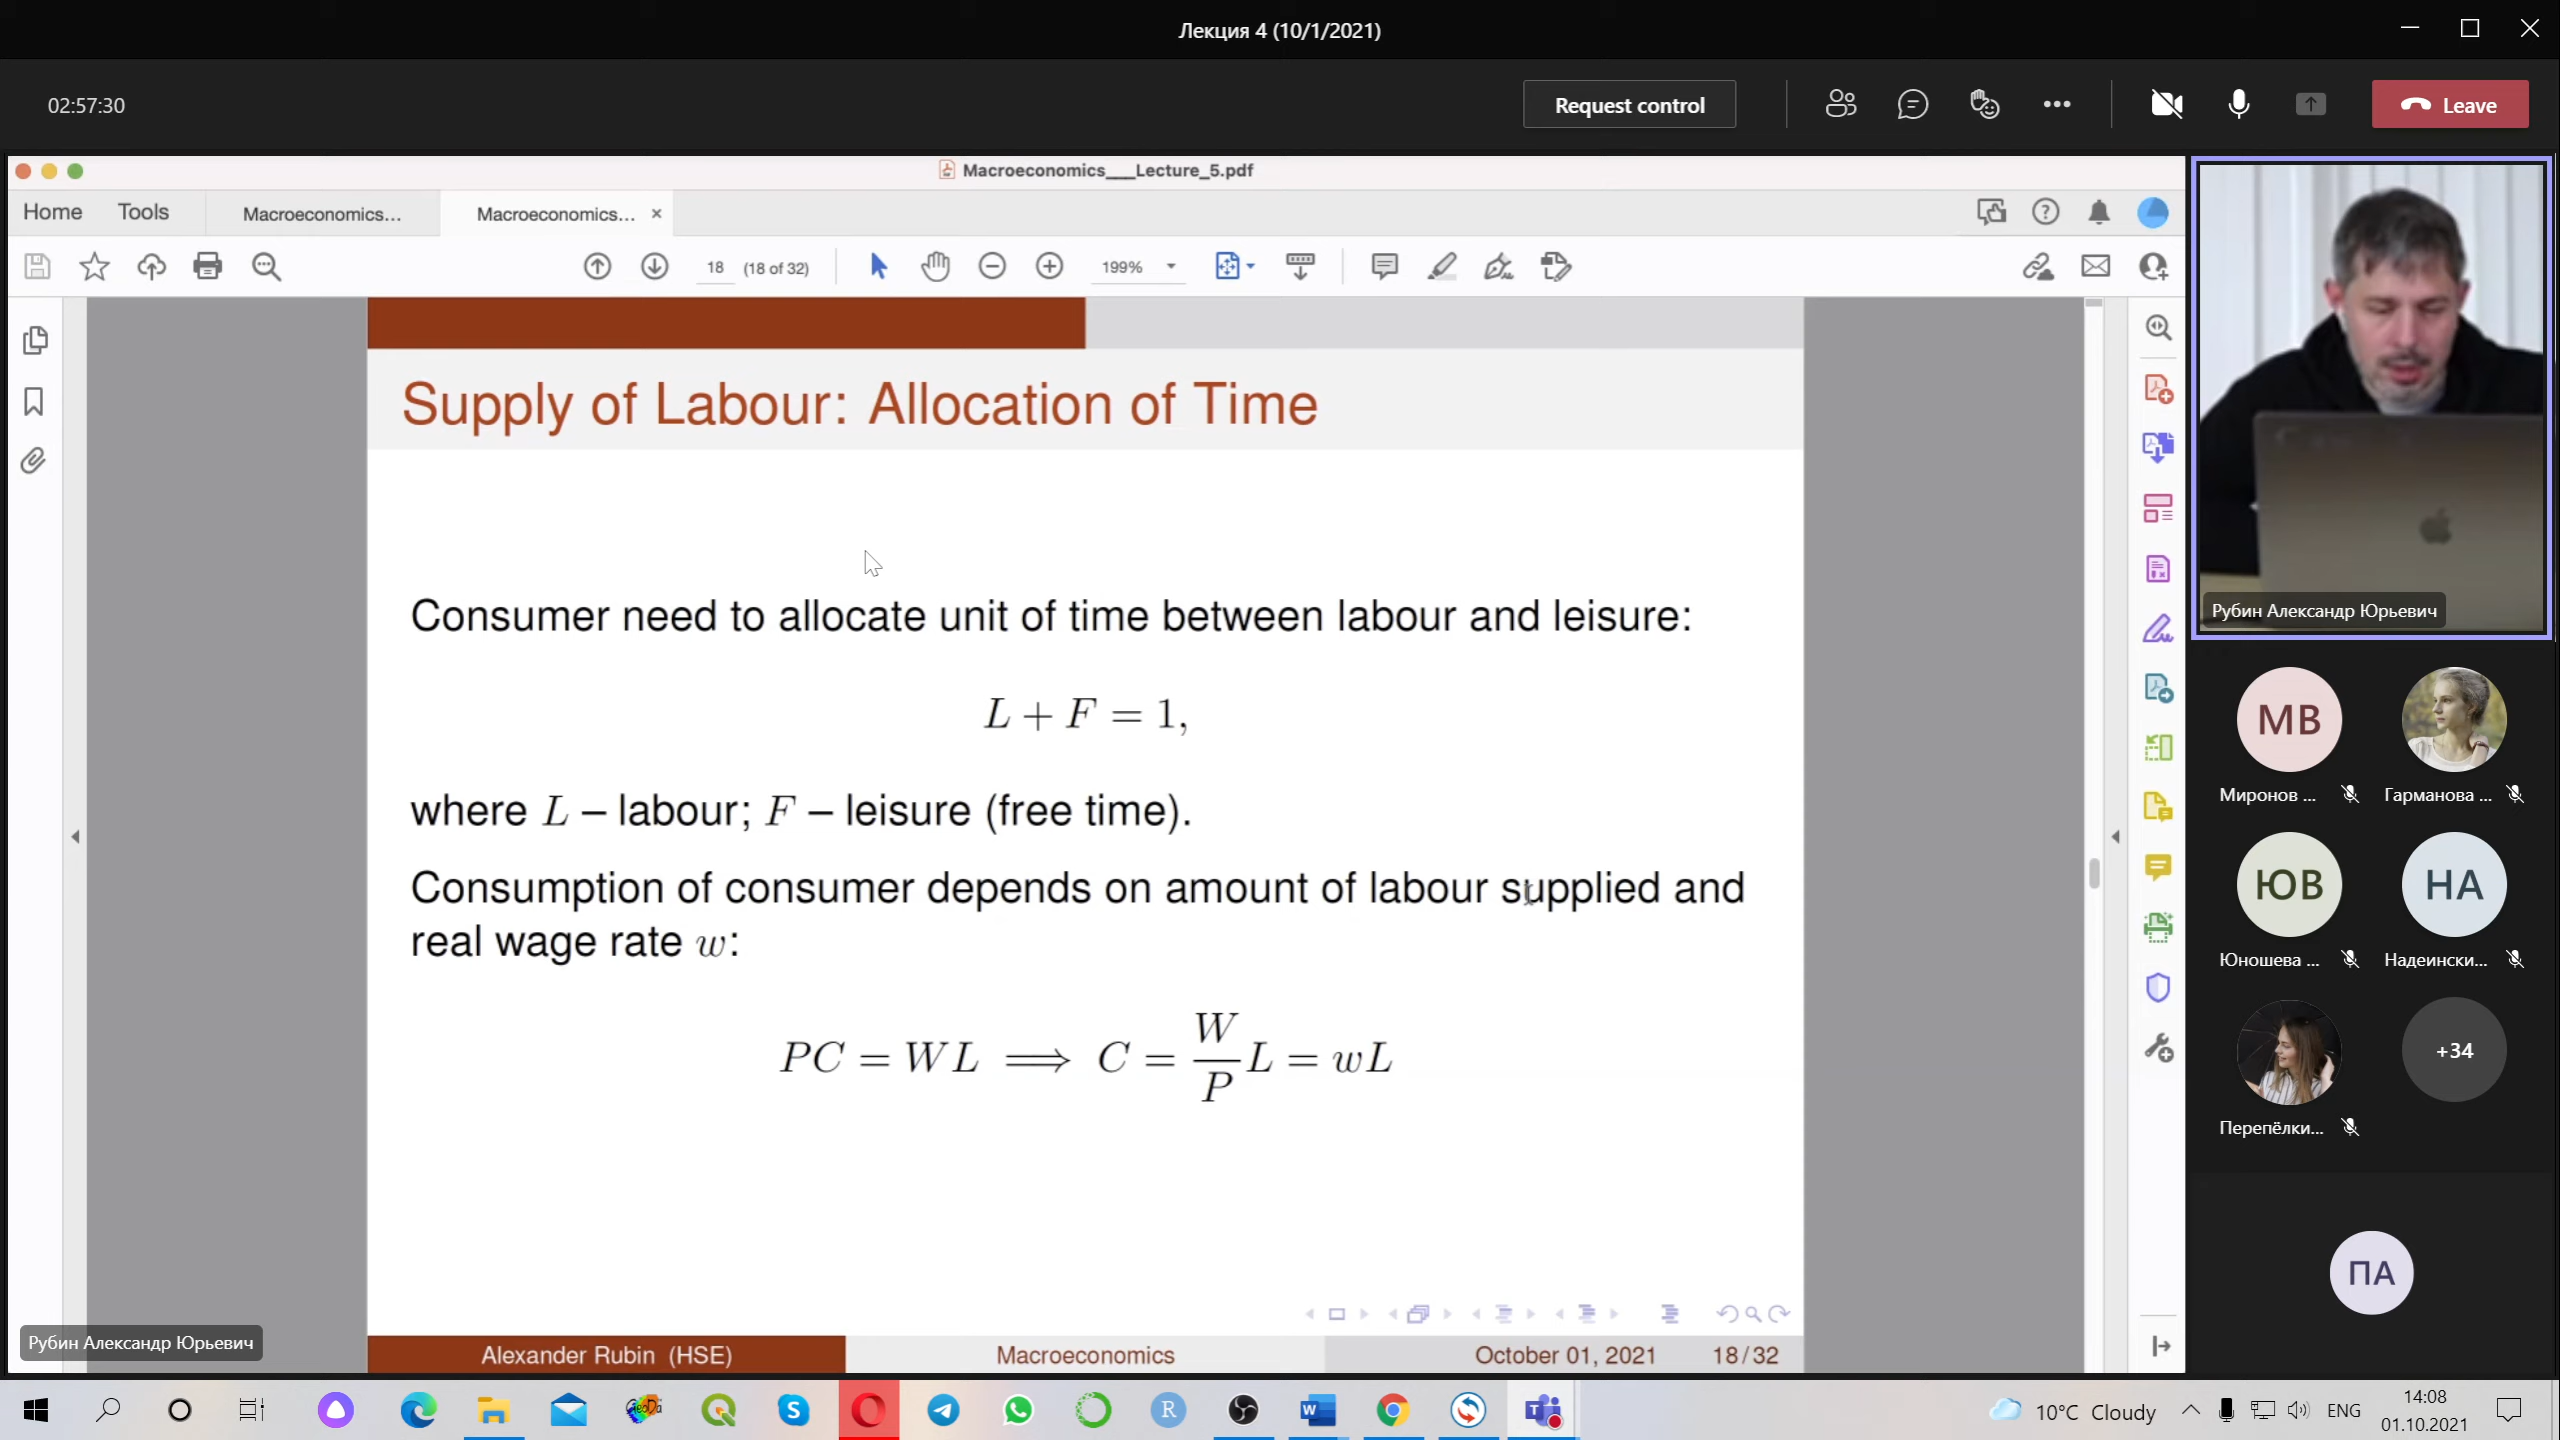 Лекция 4 (10/1/2021)
02:57:30
Request control
Leave
Macroeconomics___Lecture_5.pdf
Home Tools Macroeconomics... Macroeconomics... ×
18 (18 of 32) 199%
Supply of Labour: Allocation of Time
Consumer need to allocate unit of time between labour and leisure:
L + F = 1,
where L – labour; F – leisure (free time).
Consumption of consumer depends on amount of labour supplied and
real wage rate w:
PC = WL ⟹ C = W/P L = wL
Alexander Rubin (HSE) Macroeconomics October 01, 2021 18/32
Рубин Александр Юрьевич
Рубин Александр Юрьевич
МВ
Миронов ... Гарманова ...
ЮВ НА
Юношева ... Надеински...
+34
Перепёлки...
ПА
GeoDa
10°C Cloudy ENG 14:08
01.10.2021